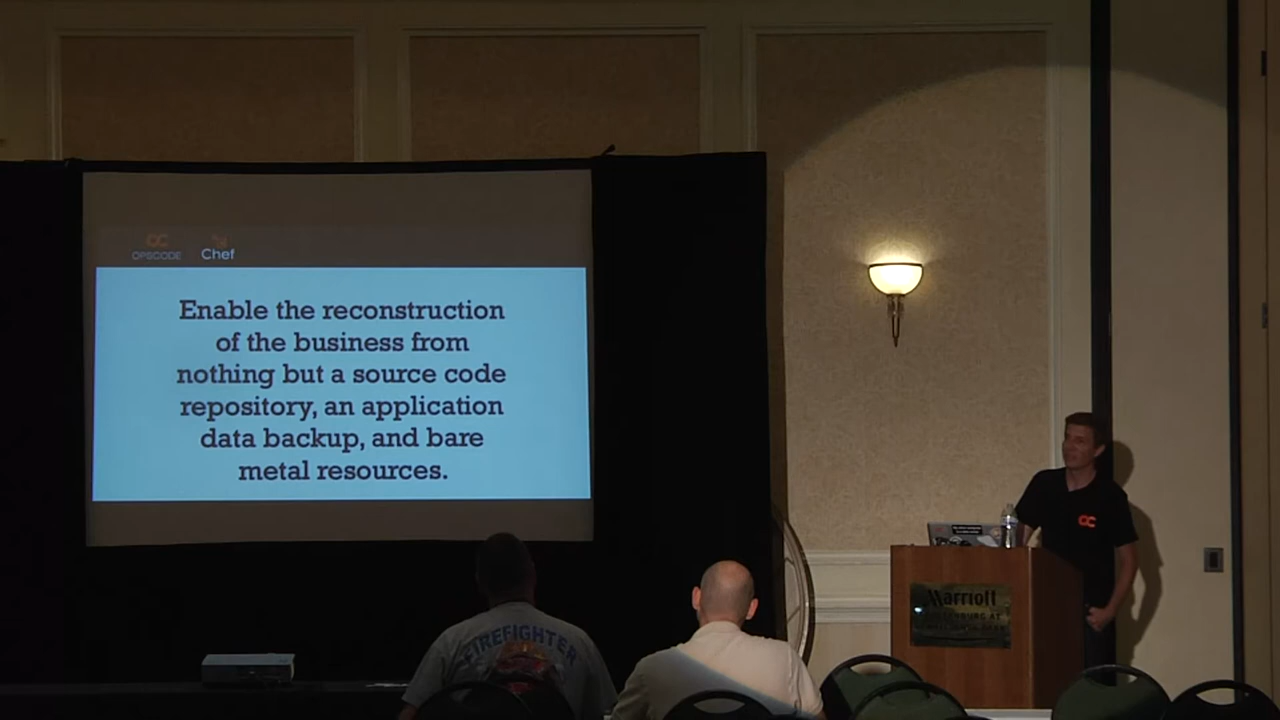 OPSCODE Chef
Enable the reconstruction
of the business from
nothing but a source code
repository, an application
data backup, and bare
metal resources.
FIREFIGHTER
Marriott